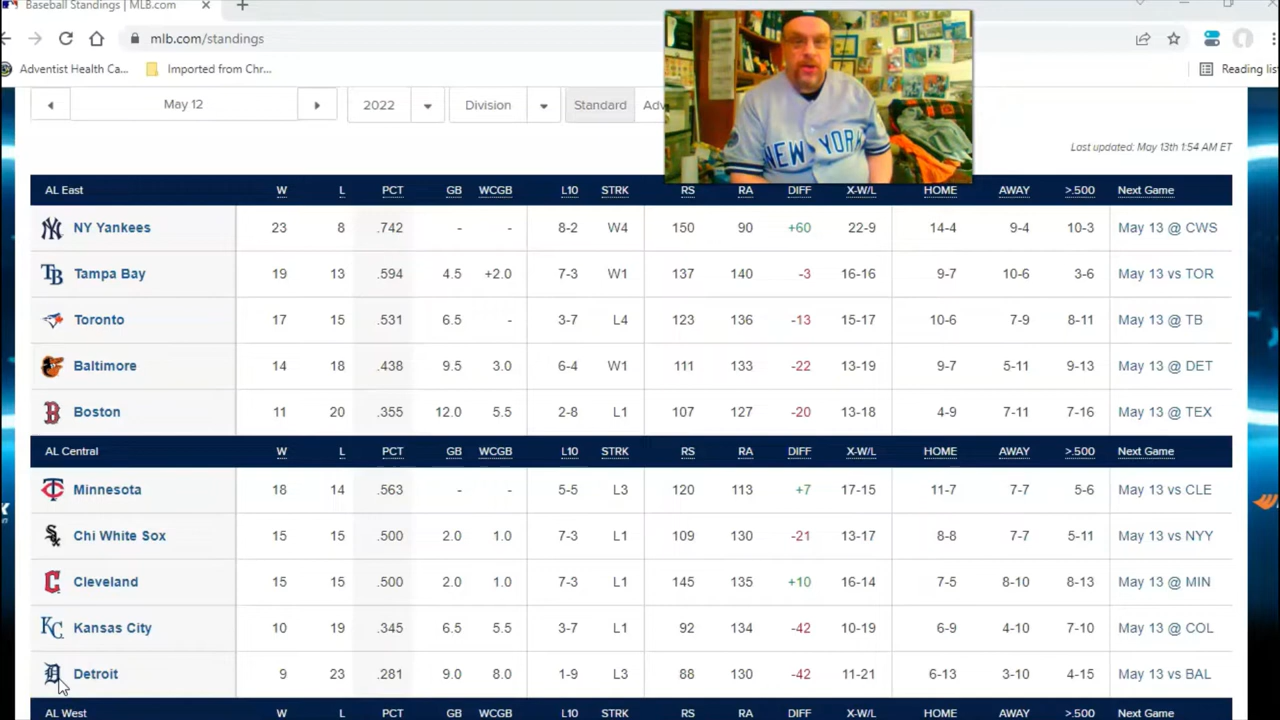 Baseball Standings | MLB.com
mlb.com/standings
Adventist Health Ca... Imported from Chr... Reading list
May 12 2022 Division Standard Adv
NEW YORK
Last updated: May 13th 1:54 AM ET
AL East W L PCT GB WCGB L10 STRK RS RA DIFF X-W/L HOME AWAY >.500 Next Game
NY Yankees 23 8 .742 - - 8-2 W4 150 90 +60 22-9 14-4 9-4 10-3 May 13 @ CWS
TB Tampa Bay 19 13 .594 4.5 +2.0 7-3 W1 137 140 -3 16-16 9-7 10-6 3-6 May 13 vs TOR
Toronto 17 15 .531 6.5 - 3-7 L4 123 136 -13 15-17 10-6 7-9 8-11 May 13 @ TB
Baltimore 14 18 .438 9.5 3.0 6-4 W1 111 133 -22 13-19 9-7 5-11 9-13 May 13 @ DET
B Boston 11 20 .355 12.0 5.5 2-8 L1 107 127 -20 13-18 4-9 7-11 7-16 May 13 @ TEX
AL Central W L PCT GB WCGB L10 STRK RS RA DIFF X-W/L HOME AWAY >.500 Next Game
TC Minnesota 18 14 .563 - - 5-5 L3 120 113 +7 17-15 11-7 7-7 5-6 May 13 vs CLE
Sox Chi White Sox 15 15 .500 2.0 1.0 7-3 L1 109 130 -21 13-17 8-8 7-7 5-11 May 13 vs NYY
C Cleveland 15 15 .500 2.0 1.0 7-3 L1 145 135 +10 16-14 7-5 8-10 8-13 May 13 @ MIN
KC Kansas City 10 19 .345 6.5 5.5 3-7 L1 92 134 -42 10-19 6-9 4-10 7-10 May 13 @ COL
D Detroit 9 23 .281 9.0 8.0 1-9 L3 88 130 -42 11-21 6-13 3-10 4-15 May 13 vs BAL
AL West W L PCT GB WCGB L10 STRK RS RA DIFF X-W/L HOME AWAY >.500 Next Game